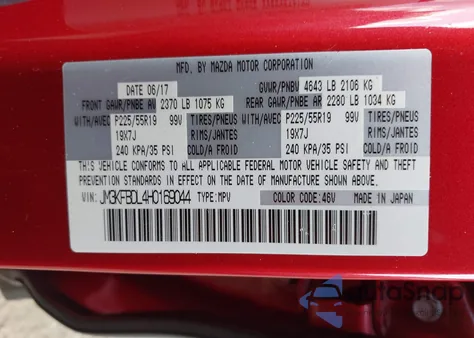 MFD. BY MAZDA MOTOR CORPORATION
DATE 06/17 GVWR/PNBV 4643 LB 2106 KG
FRONT GAWR/PNBE AV 2370 LB 1075 KG REAR GAWR/PNBE AR 2280 LB 1034 KG
WITH/AVEC P225/55R19 99V TIRES/PNEUS WITH/AVEC P225/55R19 99V TIRES/PNEUS
19X7J RIMS/JANTES 19X7J RIMS/JANTES
240 KPA/35 PSI COLD/A FROID 240 KPA/35 PSI COLD/A FROID
THIS VEHICLE CONFORMS TO ALL APPLICABLE FEDERAL MOTOR VEHICLE SAFETY AND THEFT
PREVENTION STANDARDS IN EFFECT ON THE DATE OF MANUFACTURE SHOWN ABOVE.
VIN: JM3KFBDL4H0169044 TYPE: MPV COLOR CODE: 46V MADE IN JAPAN
autoSnap